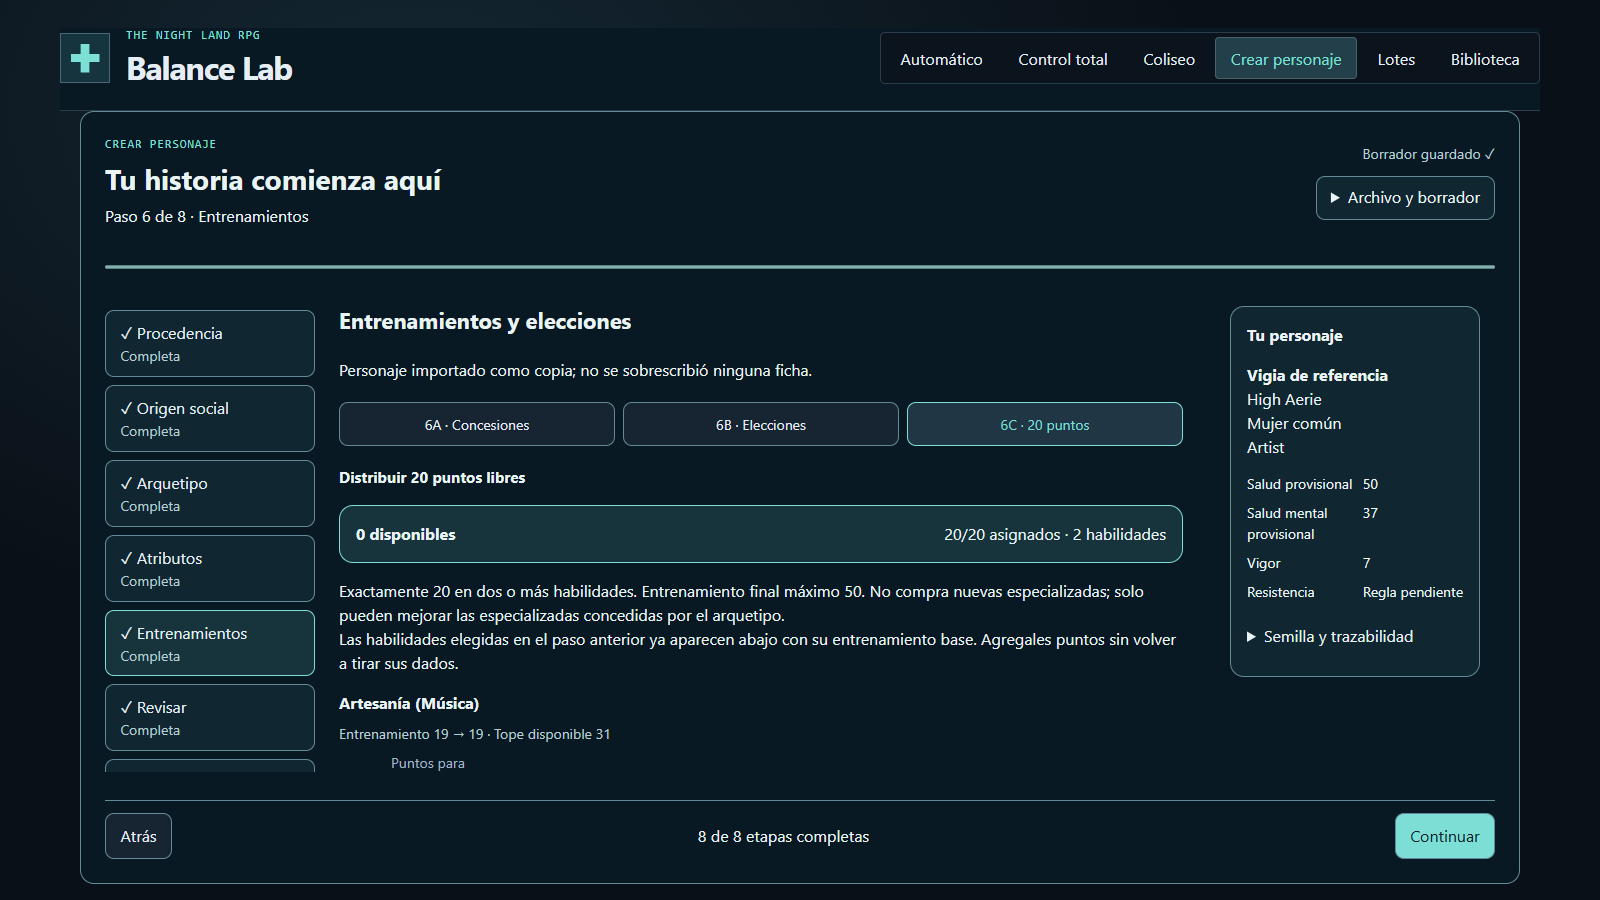 THE NIGHT LAND RPG
Balance Lab
Automático
Control total
Coliseo
Crear personaje
Lotes
Biblioteca
CREAR PERSONAJE
Tu historia comienza aquí
Paso 6 de 8 · Entrenamientos
Borrador guardado ✓
▶ Archivo y borrador
✓ Procedencia
Completa
✓ Origen social
Completa
✓ Arquetipo
Completa
✓ Atributos
Completa
✓ Entrenamientos
Completa
✓ Revisar
Completa
Entrenamientos y elecciones
Personaje importado como copia; no se sobrescribió ninguna ficha.
6A · Concesiones
6B · Elecciones
6C · 20 puntos
Distribuir 20 puntos libres
0 disponibles
20/20 asignados · 2 habilidades
Exactamente 20 en dos o más habilidades. Entrenamiento final máximo 50. No compra nuevas especializadas; solo
pueden mejorar las especializadas concedidas por el arquetipo.
Las habilidades elegidas en el paso anterior ya aparecen abajo con su entrenamiento base. Agregales puntos sin volver
a tirar sus dados.
Artesanía (Música)
Entrenamiento 19 → 19 · Tope disponible 31
Puntos para
Tu personaje
Vigia de referencia
High Aerie
Mujer común
Artist
Salud provisional 50
Salud mental 37
provisional
Vigor 7
Resistencia Regla pendiente
▶ Semilla y trazabilidad
Atrás
8 de 8 etapas completas
Continuar